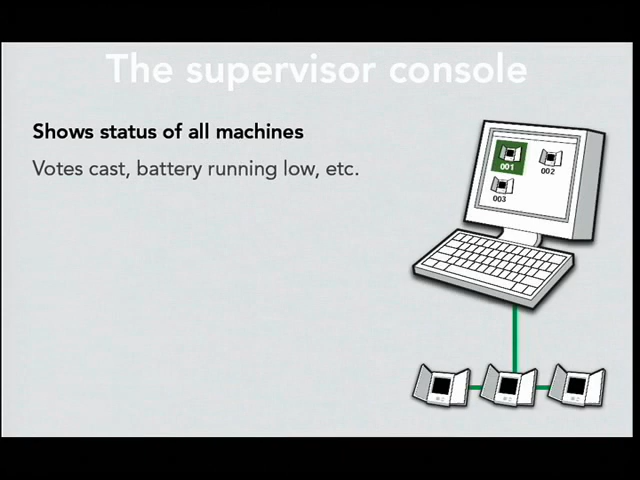 The supervisor console
Shows status of all machines
Votes cast, battery running low, etc.
001
002
003